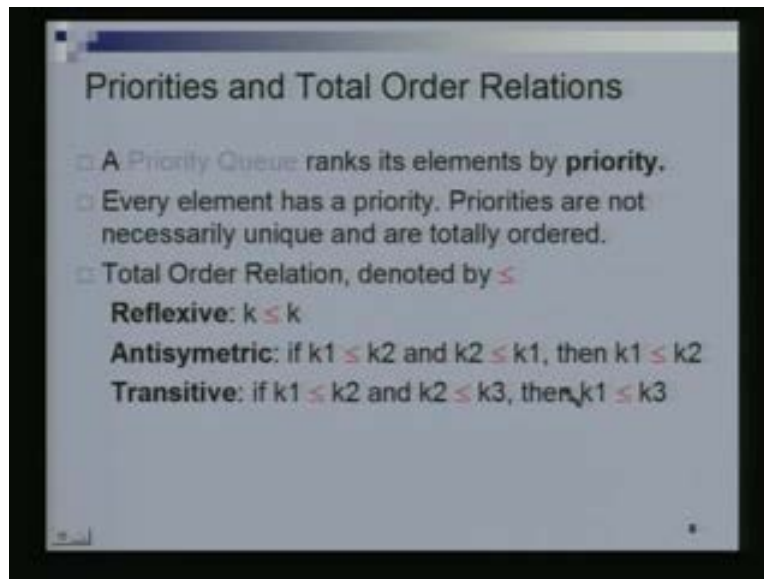 Priorities and Total Order Relations
A Priority Queue ranks its elements by priority.
Every element has a priority. Priorities are not
necessarily unique and are totally ordered.
Total Order Relation, denoted by ≤
Reflexive: k ≤ k
Antisymetric: if k1 ≤ k2 and k2 ≤ k1, then k1 ≤ k2
Transitive: if k1 ≤ k2 and k2 ≤ k3, then k1 ≤ k3